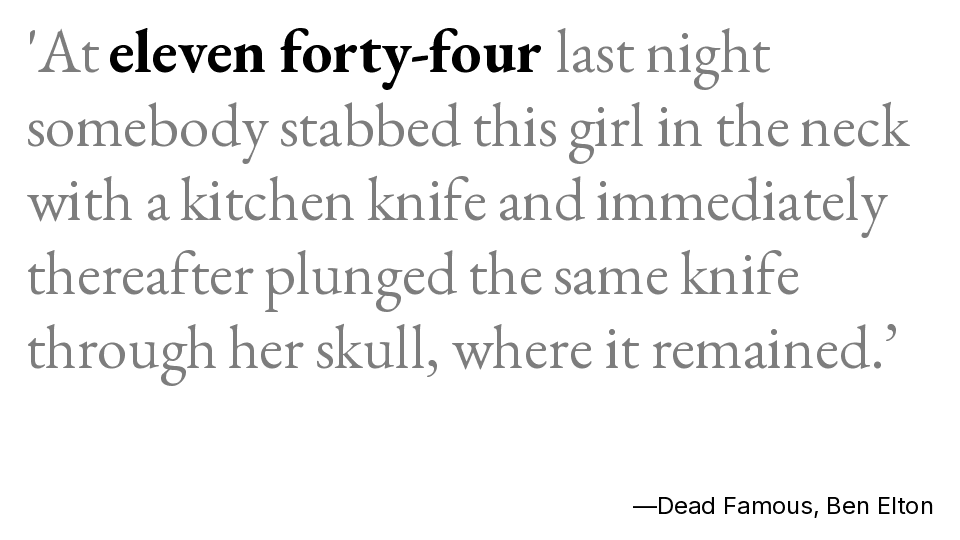 'At eleven forty-four last night
somebody stabbed this girl in the neck
with a kitchen knife and immediately
thereafter plunged the same knife
through her skull, where it remained.’
—Dead Famous, Ben Elton